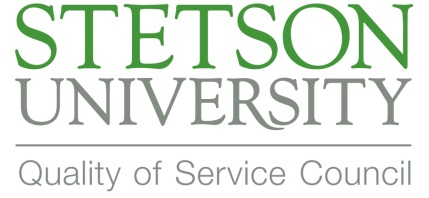 STETSON
UNIVERSITY
Quality of Service Council